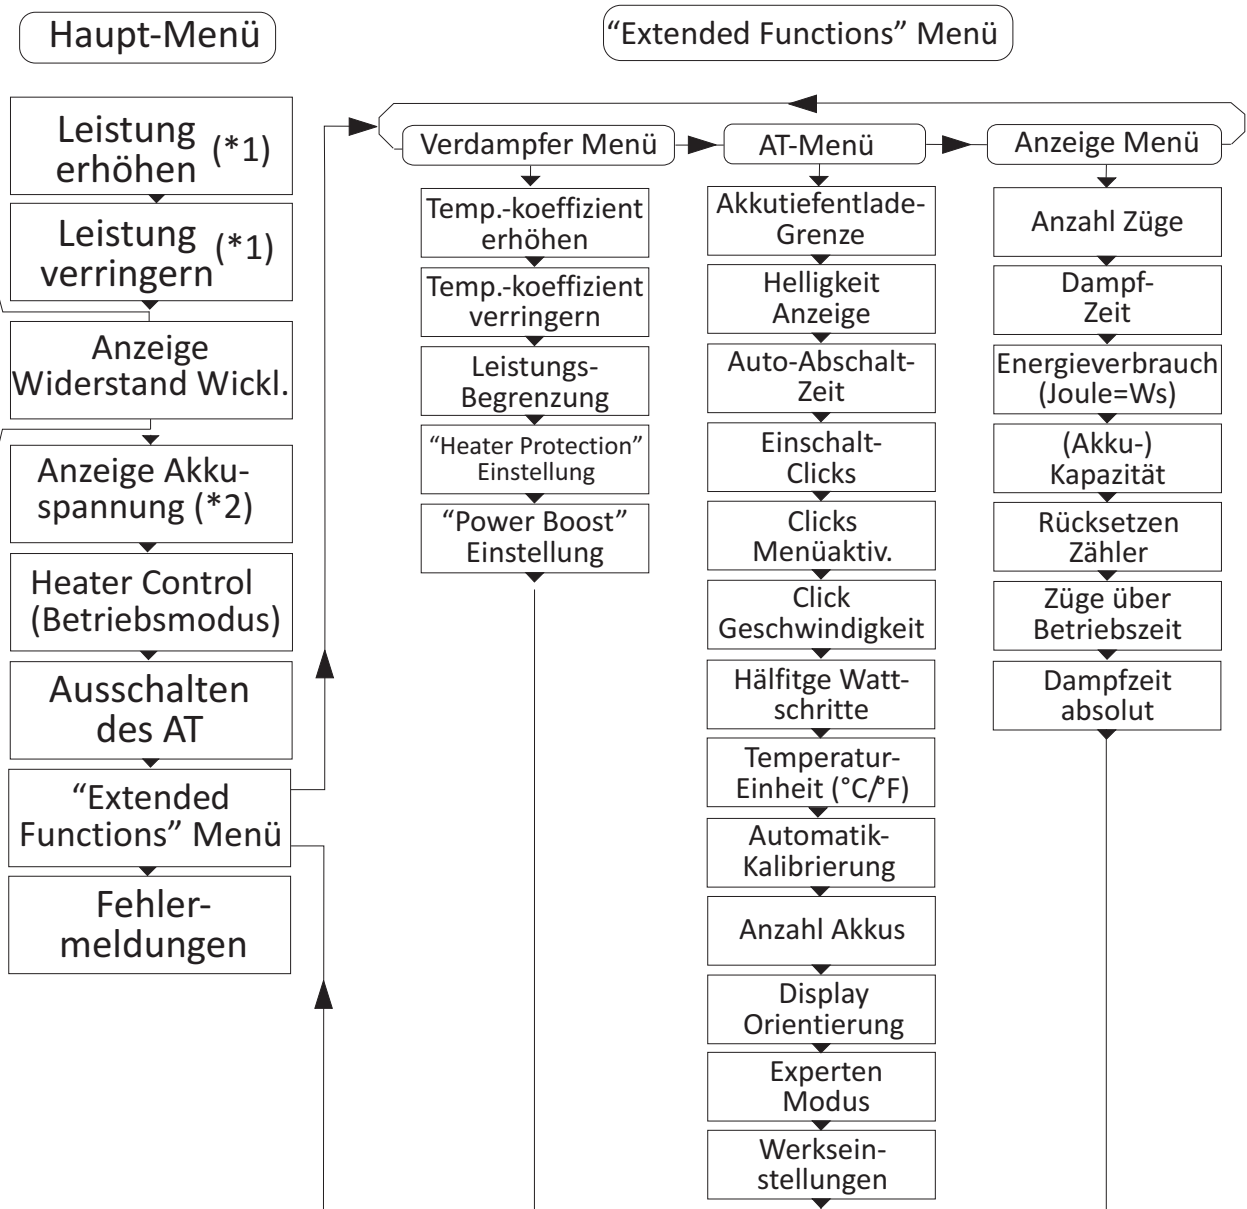 Haupt-Menü
“Extended Functions” Menü
Leistung
erhöhen (*1)
Leistung
verringern (*1)
Anzeige
Widerstand Wickl.
Anzeige Akku-
spannung (*2)
Heater Control
(Betriebsmodus)
Ausschalten
des AT
“Extended
Functions” Menü
Fehler-
meldungen
Verdampfer Menü
Temp.-koeffizient
erhöhen
Temp.-koeffizient
verringern
Leistungs-
Begrenzung
“Heater Protection”
Einstellung
“Power Boost”
Einstellung
AT-Menü
Akkutiefentlade-
Grenze
Helligkeit
Anzeige
Auto-Abschalt-
Zeit
Einschalt-
Clicks
Clicks
Menüaktiv.
Click
Geschwindigkeit
Hälfitge Watt-
schritte
Temperatur-
Einheit (°C/°F)
Automatik-
Kalibrierung
Anzahl Akkus
Display
Orientierung
Experten
Modus
Werksein-
stellungen
Anzeige Menü
Anzahl Züge
Dampf-
Zeit
Energieverbrauch
(Joule=Ws)
(Akku-)
Kapazität
Rücksetzen
Zähler
Züge über
Betriebszeit
Dampfzeit
absolut